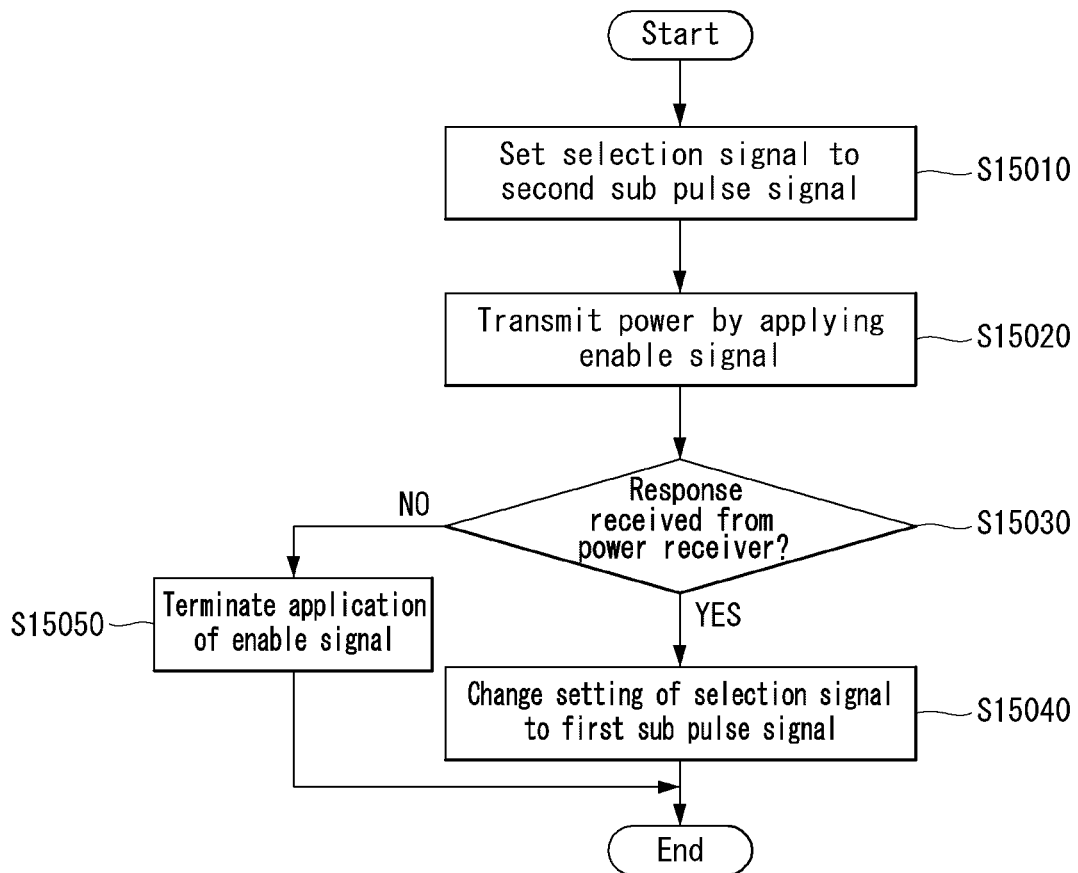 Start
Set selection signal to
second sub pulse signal
S15010
Transmit power by applying
enable signal
S15020
Response
received from
power receiver?
S15030
NO
YES
Terminate application
of enable signal
S15050
Change setting of selection signal
to first sub pulse signal
S15040
End